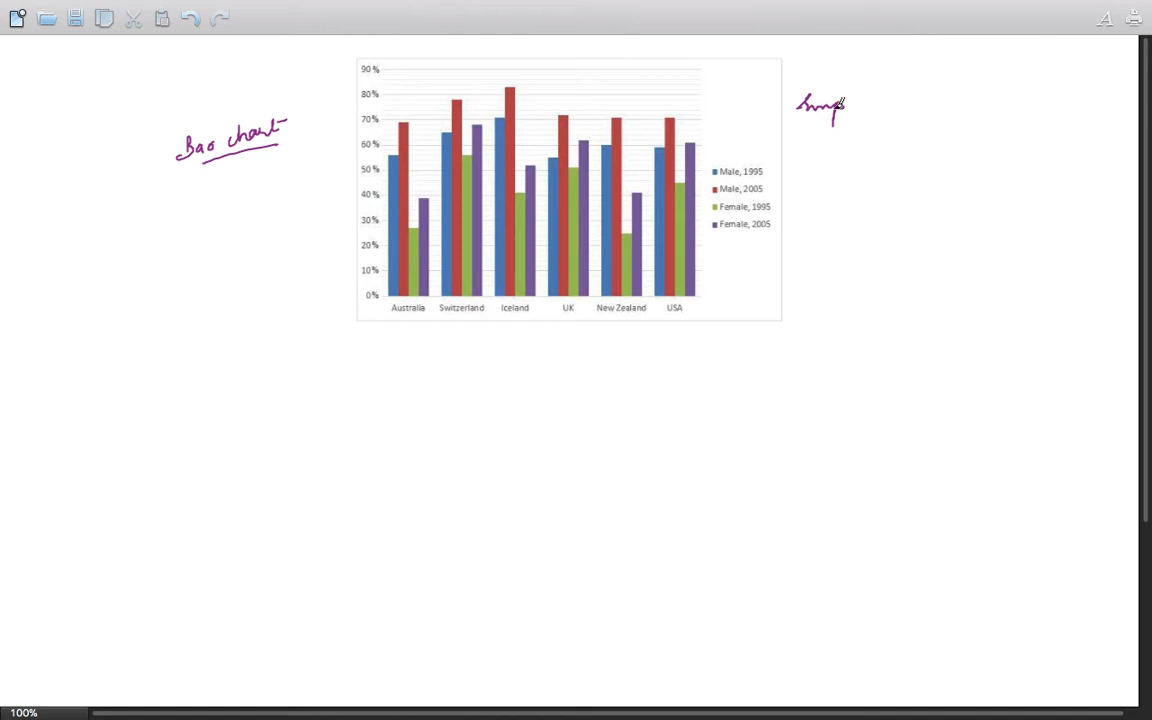 90%
80%
70%
60%
50%
40%
30%
20%
10%
0%
Australia Switzerland Iceland UK New Zealand USA
Male, 1995
Male, 2005
Female, 1995
Female, 2005
Bar chart
100%